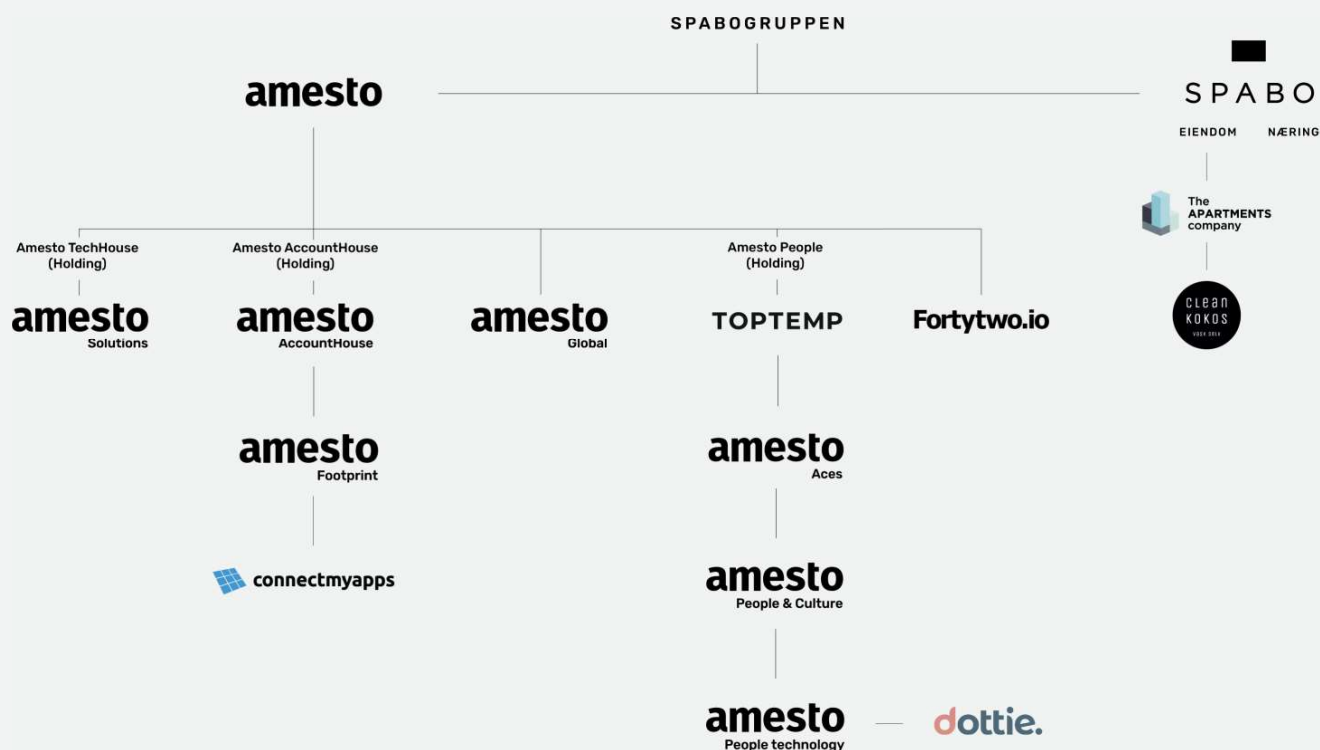 SPABOGRUPPEN
amesto
SPABO
EIENDOM NÆRING
The
APARTMENTS
company
Amesto TechHouse
(Holding)
Amesto AccountHouse
(Holding)
Amesto People
(Holding)
amesto
Solutions
amesto
AccountHouse
amesto
Global
TOPTEMP
Fortytwo.io
CLean
KOKOS
amesto
Footprint
amesto
Aces
connectmyapps
amesto
People & Culture
amesto
People technology
dottie.